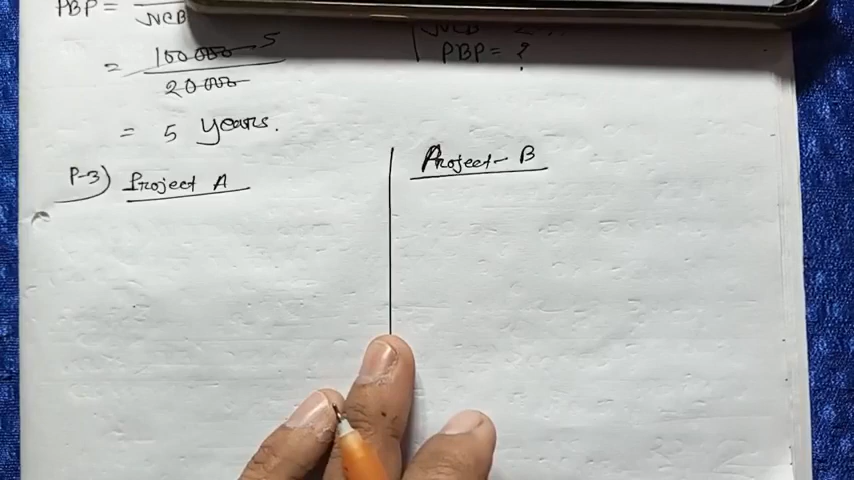 PBP =
NCB
= 100000 5
20000
= 5 years.
PBP = ?
P-3) Project A
Project - B